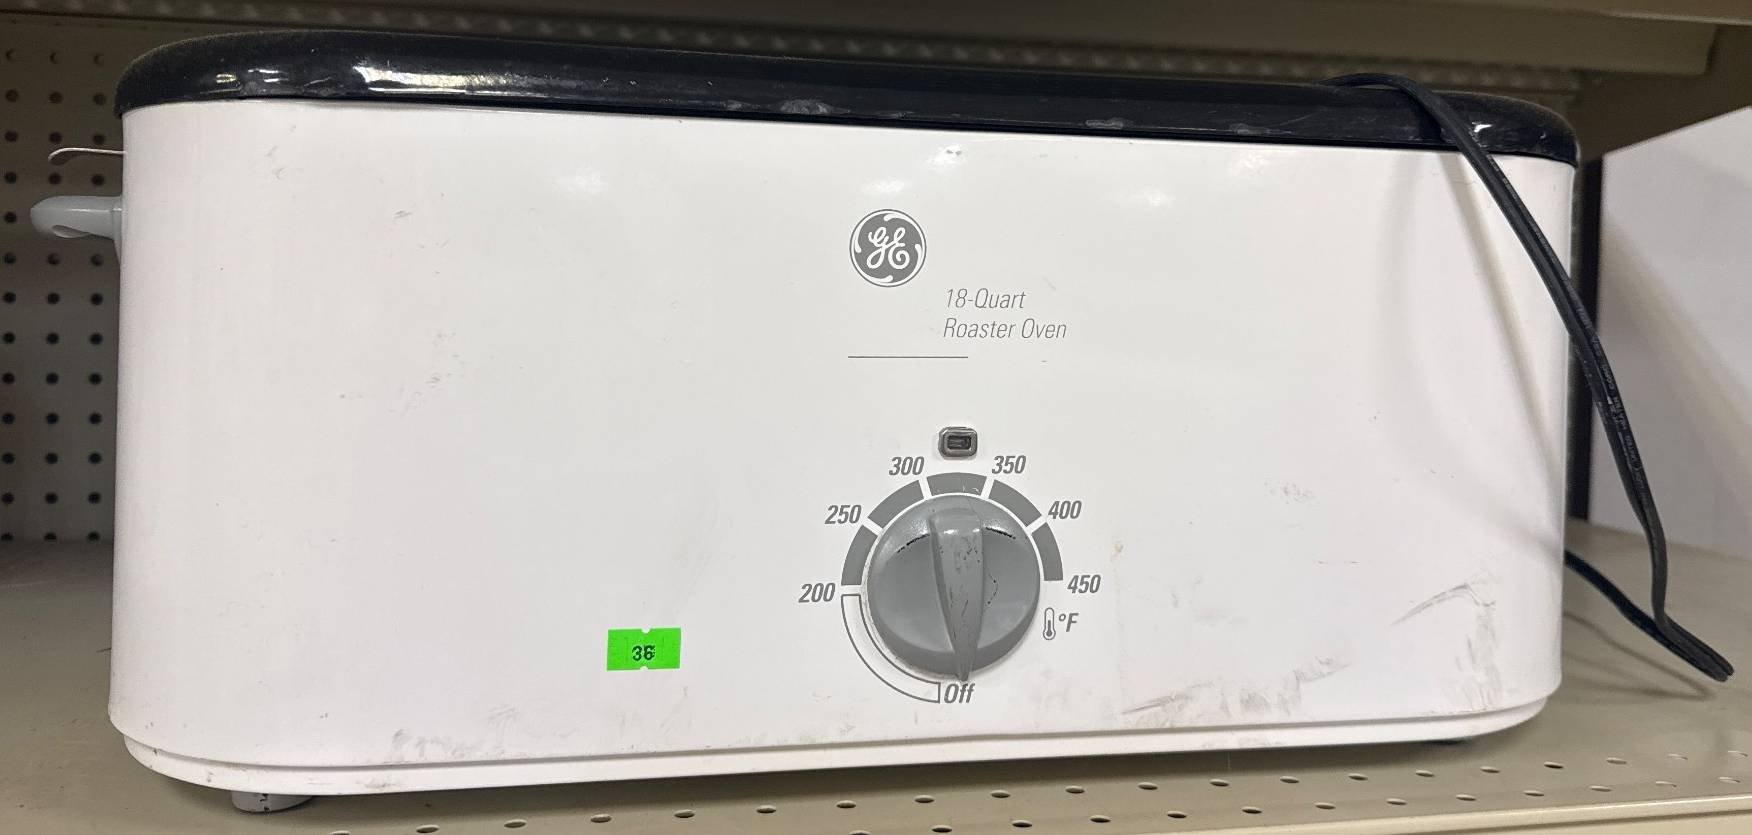 GE
18-Quart
Roaster Oven
300 350
250 400
200 450
°F
Off
36